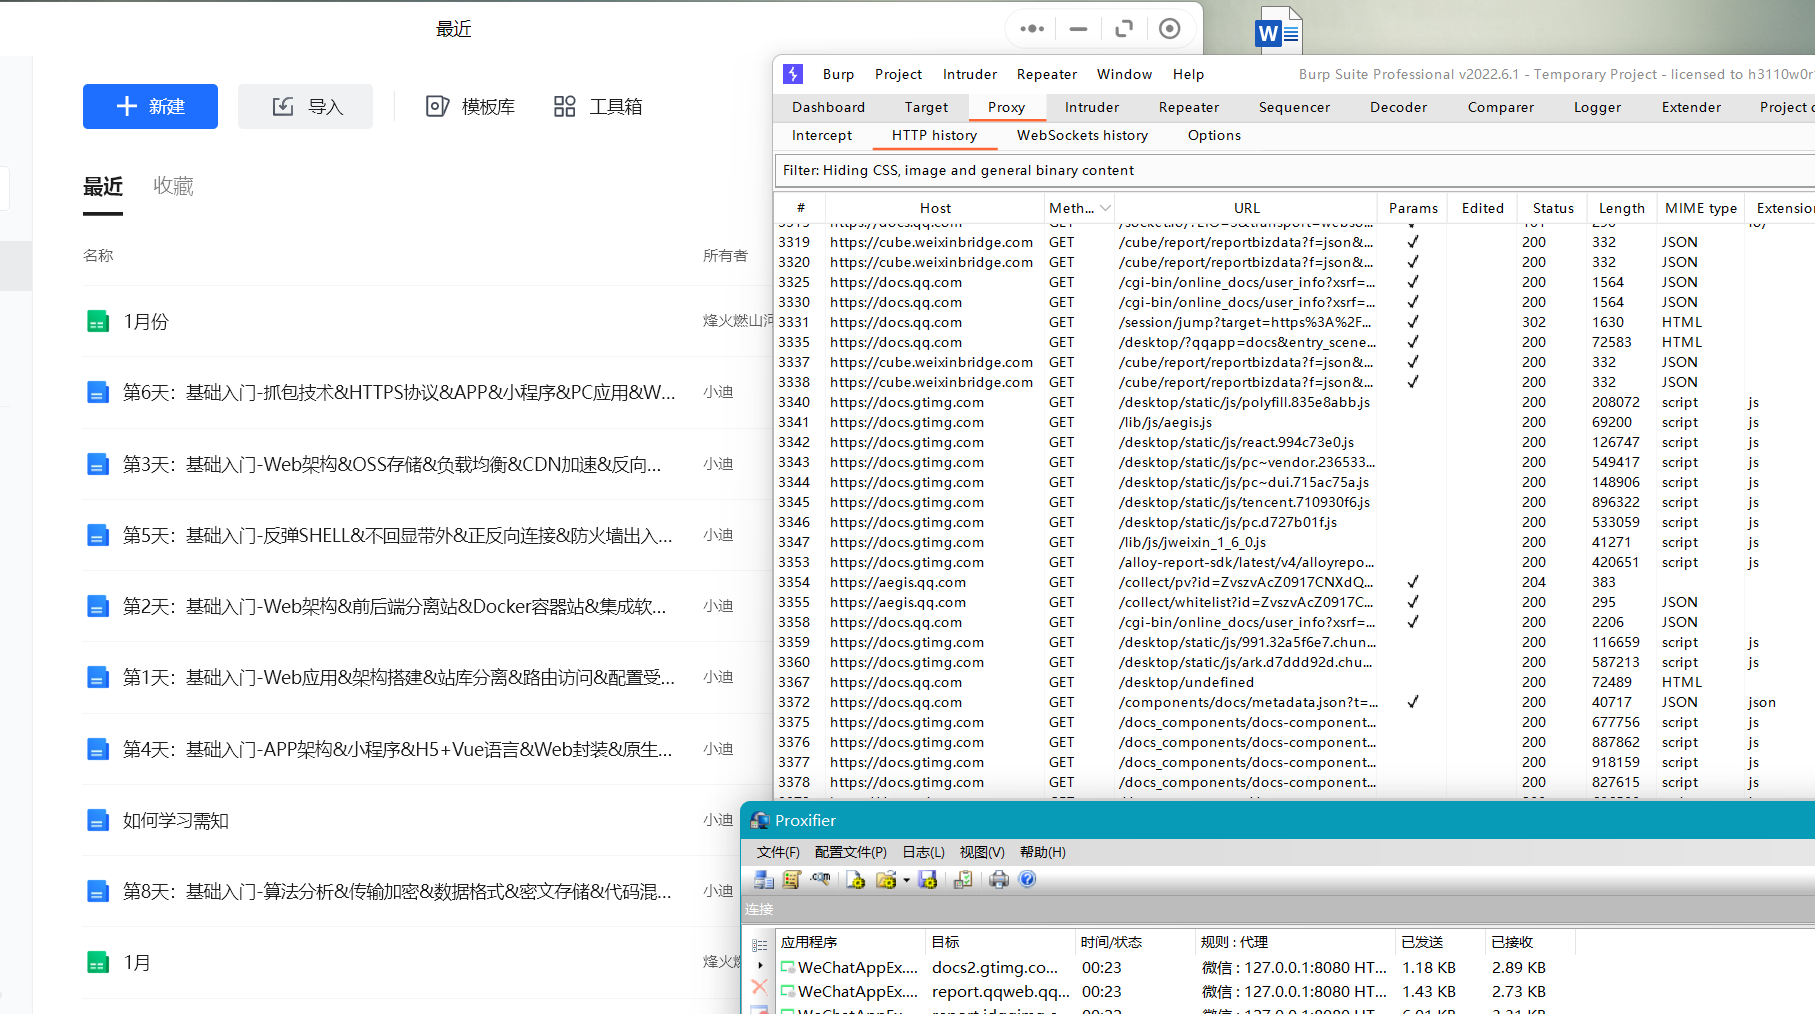 最近
新建
导入
模板库
工具箱
最近
收藏
名称
所有者
1月份
烽火燃山河
第6天：基础入门-抓包技术&HTTPS协议&APP&小程序&PC应用&W...
小迪
第3天：基础入门-Web架构&OSS存储&负载均衡&CDN加速&反向...
小迪
第5天：基础入门-反弹SHELL&不回显带外&正反向连接&防火墙出入...
小迪
第2天：基础入门-Web架构&前后端分离站&Docker容器站&集成软...
小迪
第1天：基础入门-Web应用&架构搭建&站库分离&路由访问&配置受...
小迪
第4天：基础入门-APP架构&小程序&H5+Vue语言&Web封装&原生...
小迪
如何学习需知
小迪
第8天：基础入门-算法分析&传输加密&数据格式&密文存储&代码混...
小迪
1月
烽火燃
W
Burp Project Intruder Repeater Window Help Burp Suite Professional v2022.6.1 - Temporary Project - licensed to h3110w0r
Dashboard Target Proxy Intruder Repeater Sequencer Decoder Comparer Logger Extender Project
Intercept HTTP history WebSockets history Options
Filter: Hiding CSS, image and general binary content
# Host Meth... URL Params Edited Status Length MIME type Extension
3319 https://cube.weixinbridge.com GET /cube/report/reportbizdata?f=json&... ✓ 200 332 JSON
3320 https://cube.weixinbridge.com GET /cube/report/reportbizdata?f=json&... ✓ 200 332 JSON
3325 https://docs.qq.com GET /cgi-bin/online_docs/user_info?xsrf=... ✓ 200 1564 JSON
3330 https://docs.qq.com GET /cgi-bin/online_docs/user_info?xsrf=... ✓ 200 1564 JSON
3331 https://docs.qq.com GET /session/jump?target=https%3A%2F... ✓ 302 1630 HTML
3335 https://docs.qq.com GET /desktop/?qqapp=docs&entry_scene... ✓ 200 72583 HTML
3337 https://cube.weixinbridge.com GET /cube/report/reportbizdata?f=json&... ✓ 200 332 JSON
3338 https://cube.weixinbridge.com GET /cube/report/reportbizdata?f=json&... ✓ 200 332 JSON
3340 https://docs.gtimg.com GET /desktop/static/js/polyfill.835e8abb.js 200 208072 script js
3341 https://docs.gtimg.com GET /lib/js/aegis.js 200 69200 script js
3342 https://docs.gtimg.com GET /desktop/static/js/react.994c73e0.js 200 126747 script js
3343 https://docs.gtimg.com GET /desktop/static/js/pc~vendor.236533... 200 549417 script js
3344 https://docs.gtimg.com GET /desktop/static/js/pc~dui.715ac75a.js 200 148906 script js
3345 https://docs.gtimg.com GET /desktop/static/js/tencent.710930f6.js 200 896322 script js
3346 https://docs.gtimg.com GET /desktop/static/js/pc.d727b01f.js 200 533059 script js
3347 https://docs.gtimg.com GET /lib/js/jweixin_1_6_0.js 200 41271 script js
3353 https://docs.gtimg.com GET /alloy-report-sdk/latest/v4/alloyrepo... 200 420651 script js
3354 https://aegis.qq.com GET /collect/pv?id=ZvszvAcZ0917CNXdQ... ✓ 204 383
3355 https://aegis.qq.com GET /collect/whitelist?id=ZvszvAcZ0917C... ✓ 200 295 JSON
3358 https://docs.qq.com GET /cgi-bin/online_docs/user_info?xsrf=... ✓ 200 2206 JSON
3359 https://docs.gtimg.com GET /desktop/static/js/991.32a5f6e7.chun... 200 116659 script js
3360 https://docs.gtimg.com GET /desktop/static/js/ark.d7ddd92d.chu... 200 587213 script js
3367 https://docs.qq.com GET /desktop/undefined 200 72489 HTML
3372 https://docs.qq.com GET /components/docs/metadata.json?t=... ✓ 200 40717 JSON json
3375 https://docs.gtimg.com GET /docs_components/docs-component... 200 677756 script js
3376 https://docs.gtimg.com GET /docs_components/docs-component... 200 887862 script js
3377 https://docs.gtimg.com GET /docs_components/docs-component... 200 918159 script js
3378 https://docs.gtimg.com GET /docs_components/docs-component... 200 827615 script js
Proxifier
文件(F) 配置文件(P) 日志(L) 视图(V) 帮助(H)
连接
应用程序 目标 时间/状态 规则 : 代理 已发送 已接收
WeChatAppEx.... docs2.gtimg.co... 00:23 微信 : 127.0.0.1:8080 HT... 1.18 KB 2.89 KB
WeChatAppEx.... report.qqweb.qq... 00:23 微信 : 127.0.0.1:8080 HT... 1.43 KB 2.73 KB